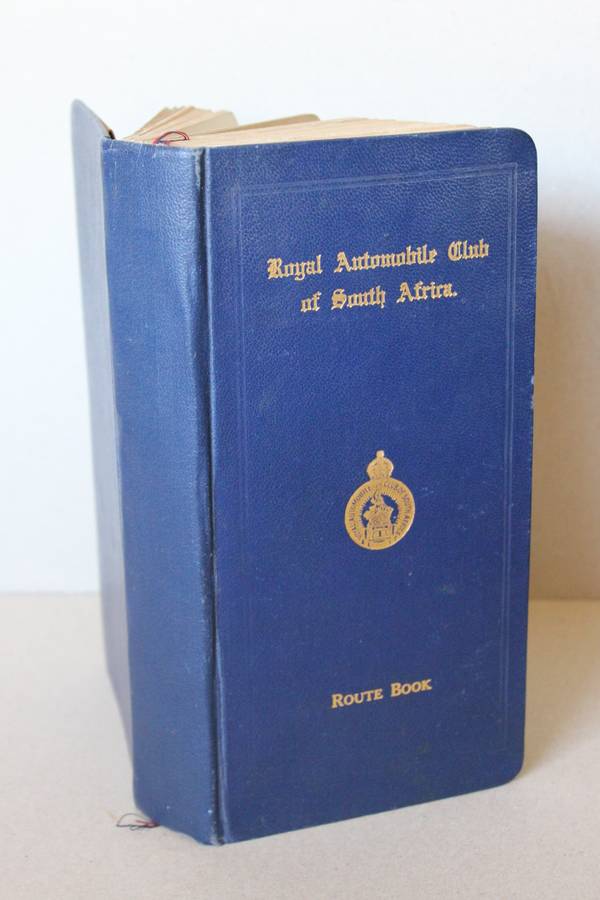 Royal Automobile Club
of South Africa.
ROUTE BOOK